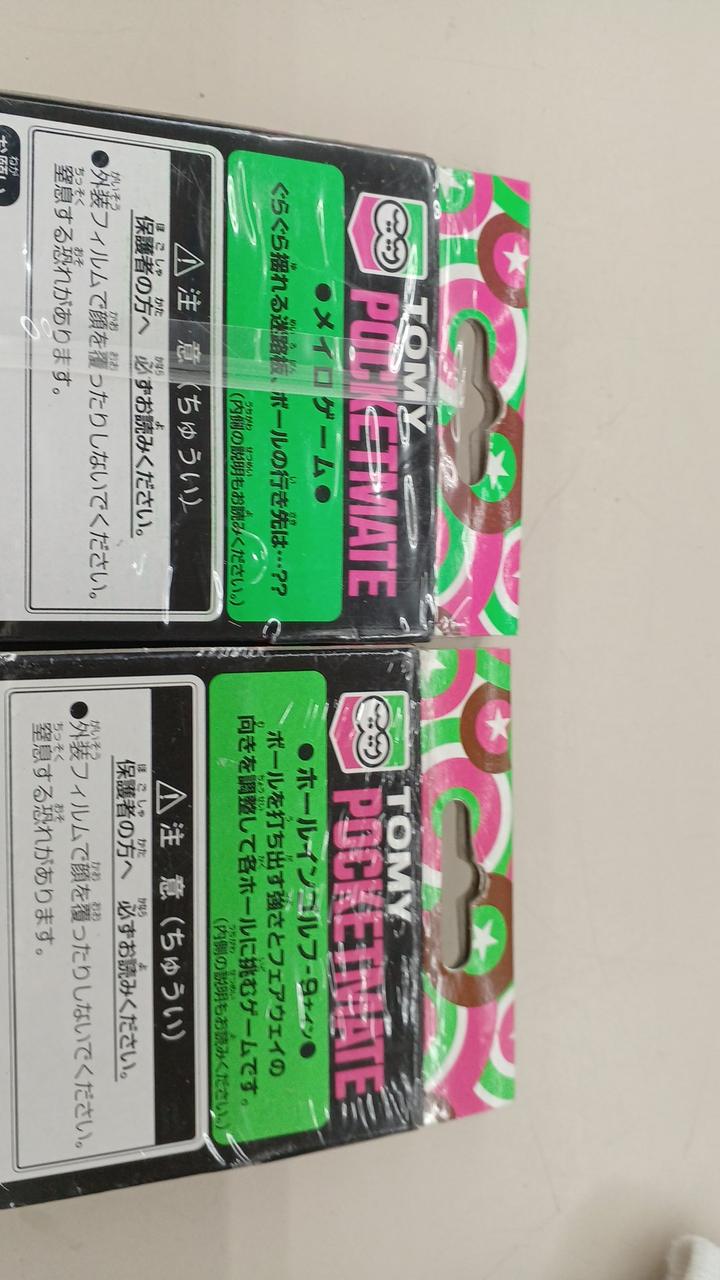 TOMY
POCKETMATE
●メイロゲーム●
ぐらぐら揺れる迷路板、ボールの行き先は…??
(内側の説明もお読みください。)
注 意(ちゅうい)
保護者の方へ 必ずお読みください。
●外装フィルムで顔を覆ったりしないでください。
窒息する恐れがあります。
お願い
TOMY
POCKETMATE
●ホールインゴルフ-9ホール●
ボールを打ち出す強さとフェアウェイの
向きを調整して各ホールに挑むゲームです。
(内側の説明もお読みください。)
注 意(ちゅうい)
保護者の方へ 必ずお読みください。
●外装フィルムで顔を覆ったりしないでください。
窒息する恐れがあります。